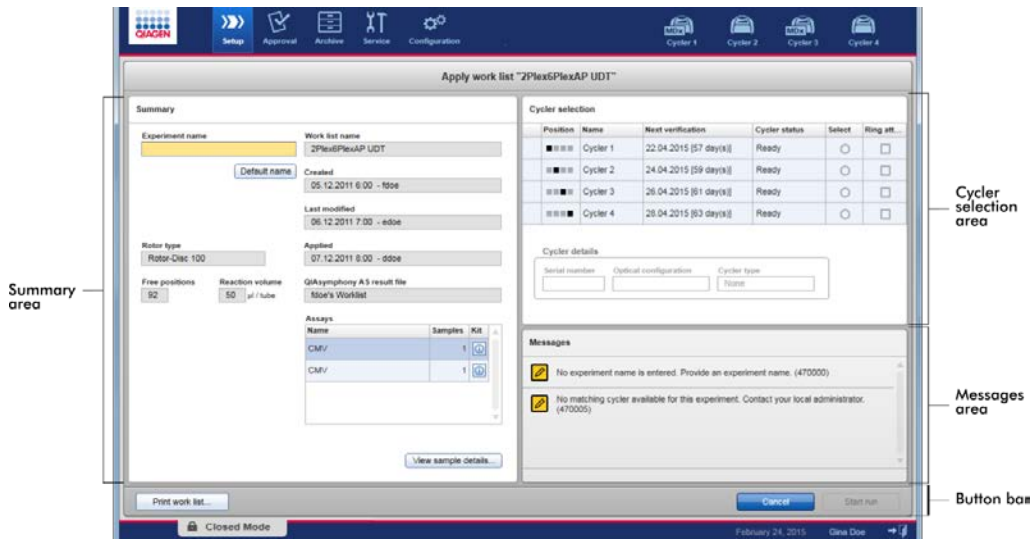 QIAGEN
Setup
Approval
Archive
Service
Configuration
MDx
Cycler 1
Cycler 2
MDx
Cycler 3
Cycler 4
Apply work list "2Plex6PlexAP UDT"
Summary
Experiment name
Work list name
2Plex6PlexAP UDT
Default name
Created
05.12.2011 6:00 - fdoe
Last modified
06.12.2011 7:00 - edoe
Rotor type
Applied
Rotor-Disc 100
07.12.2011 8:00 - ddoe
Free positions
Reaction volume
QIAsymphony AS result file
92
50 µl / tube
fdoe's Worklist
Assays
Name Samples Kit
CMV 1
CMV 1
View sample details...
Cycler selection
Position Name Next verification Cycler status Select Ring att...
Cycler 1 22.04.2015 [57 day(s)] Ready
Cycler 2 24.04.2015 [59 day(s)] Ready
Cycler 3 26.04.2015 [61 day(s)] Ready
Cycler 4 28.04.2015 [63 day(s)] Ready
Cycler details
Serial number Optical configuration Cycler type
None
Messages
No experiment name is entered. Provide an experiment name. (470000)
No matching cycler available for this experiment. Contact your local administrator.
(470005)
Print work list...
Cancel
Start run
Closed Mode
February 24, 2015
Gina Doe
Summary
area
Cycler
selection
area
Messages
area
Button bar